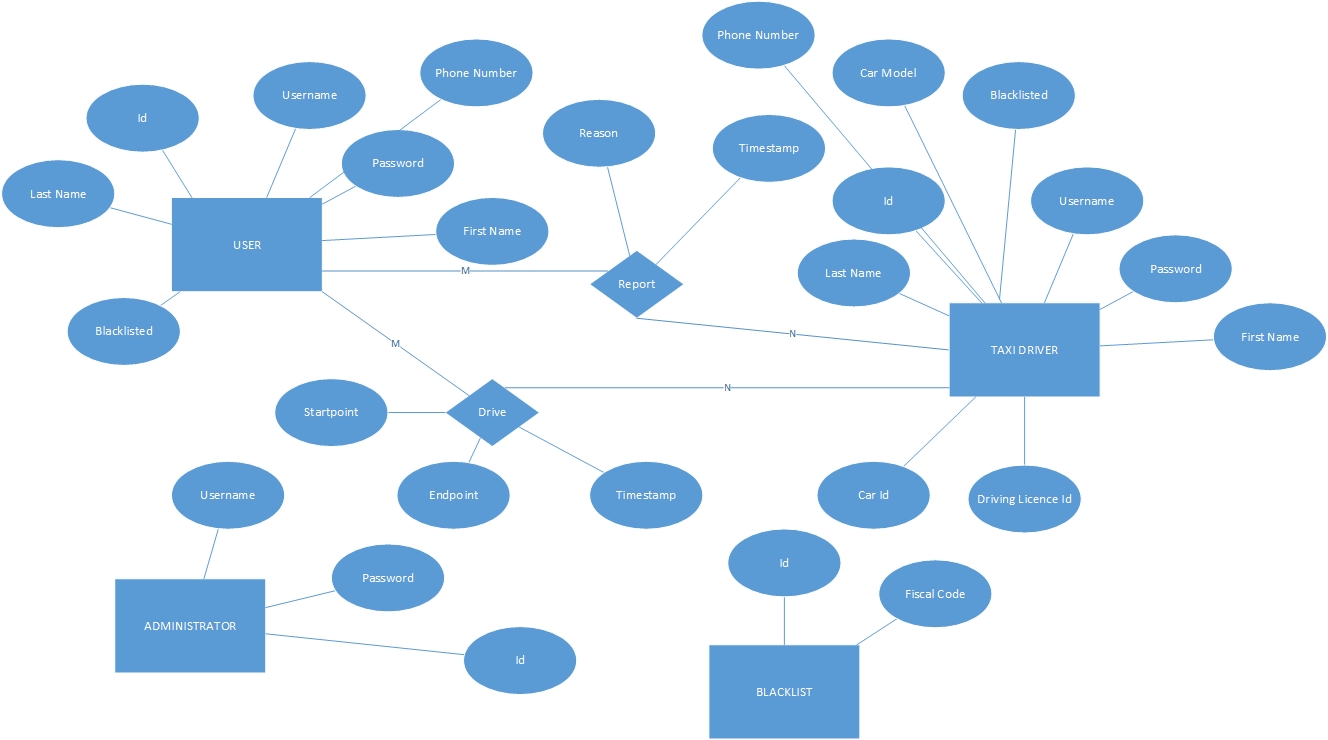 Phone Number
Car Model
Phone Number
Username
Blacklisted
Id
Reason
Timestamp
Password
Last Name
Id
Username
First Name
USER
Last Name
Password
M
Report
Blacklisted
N
First Name
M
TAXI DRIVER
N
Startpoint
Drive
Username
Endpoint
Timestamp
Car Id
Driving Licence Id
Id
Password
Fiscal Code
ADMINISTRATOR
Id
BLACKLIST